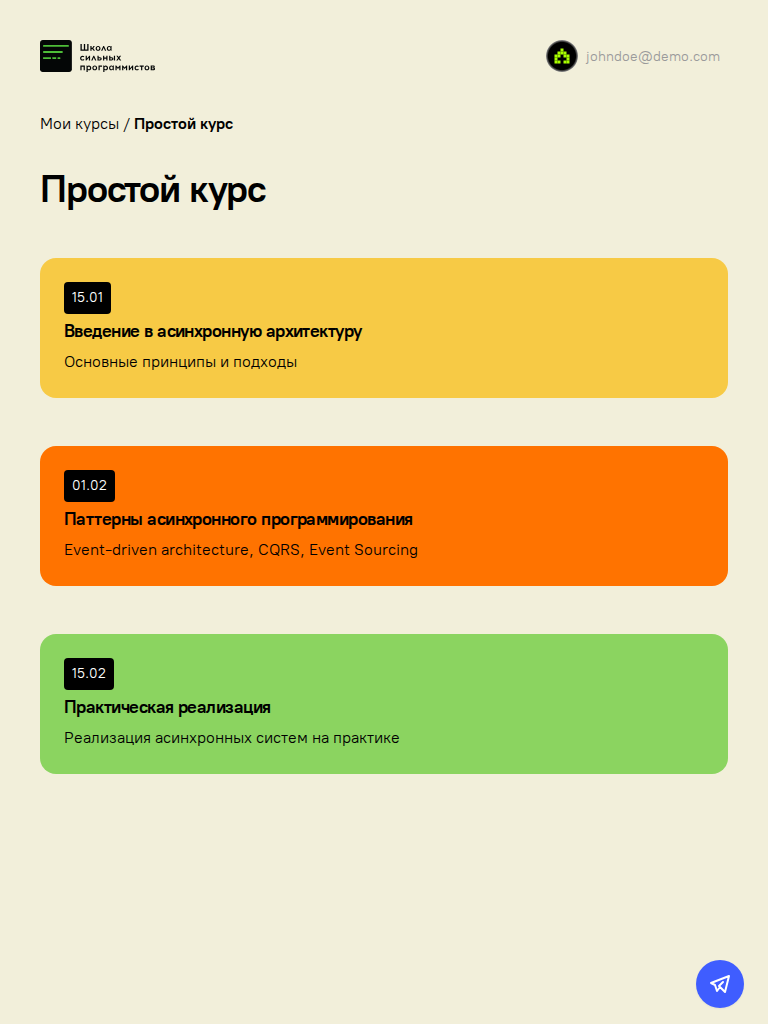 Школа
сильных
программистов
johndoe@demo.com
Мои курсы / Простой курс
Простой курс
15.01
Введение в асинхронную архитектуру
Основные принципы и подходы
01.02
Паттерны асинхронного программирования
Event-driven architecture, CQRS, Event Sourcing
15.02
Практическая реализация
Реализация асинхронных систем на практике